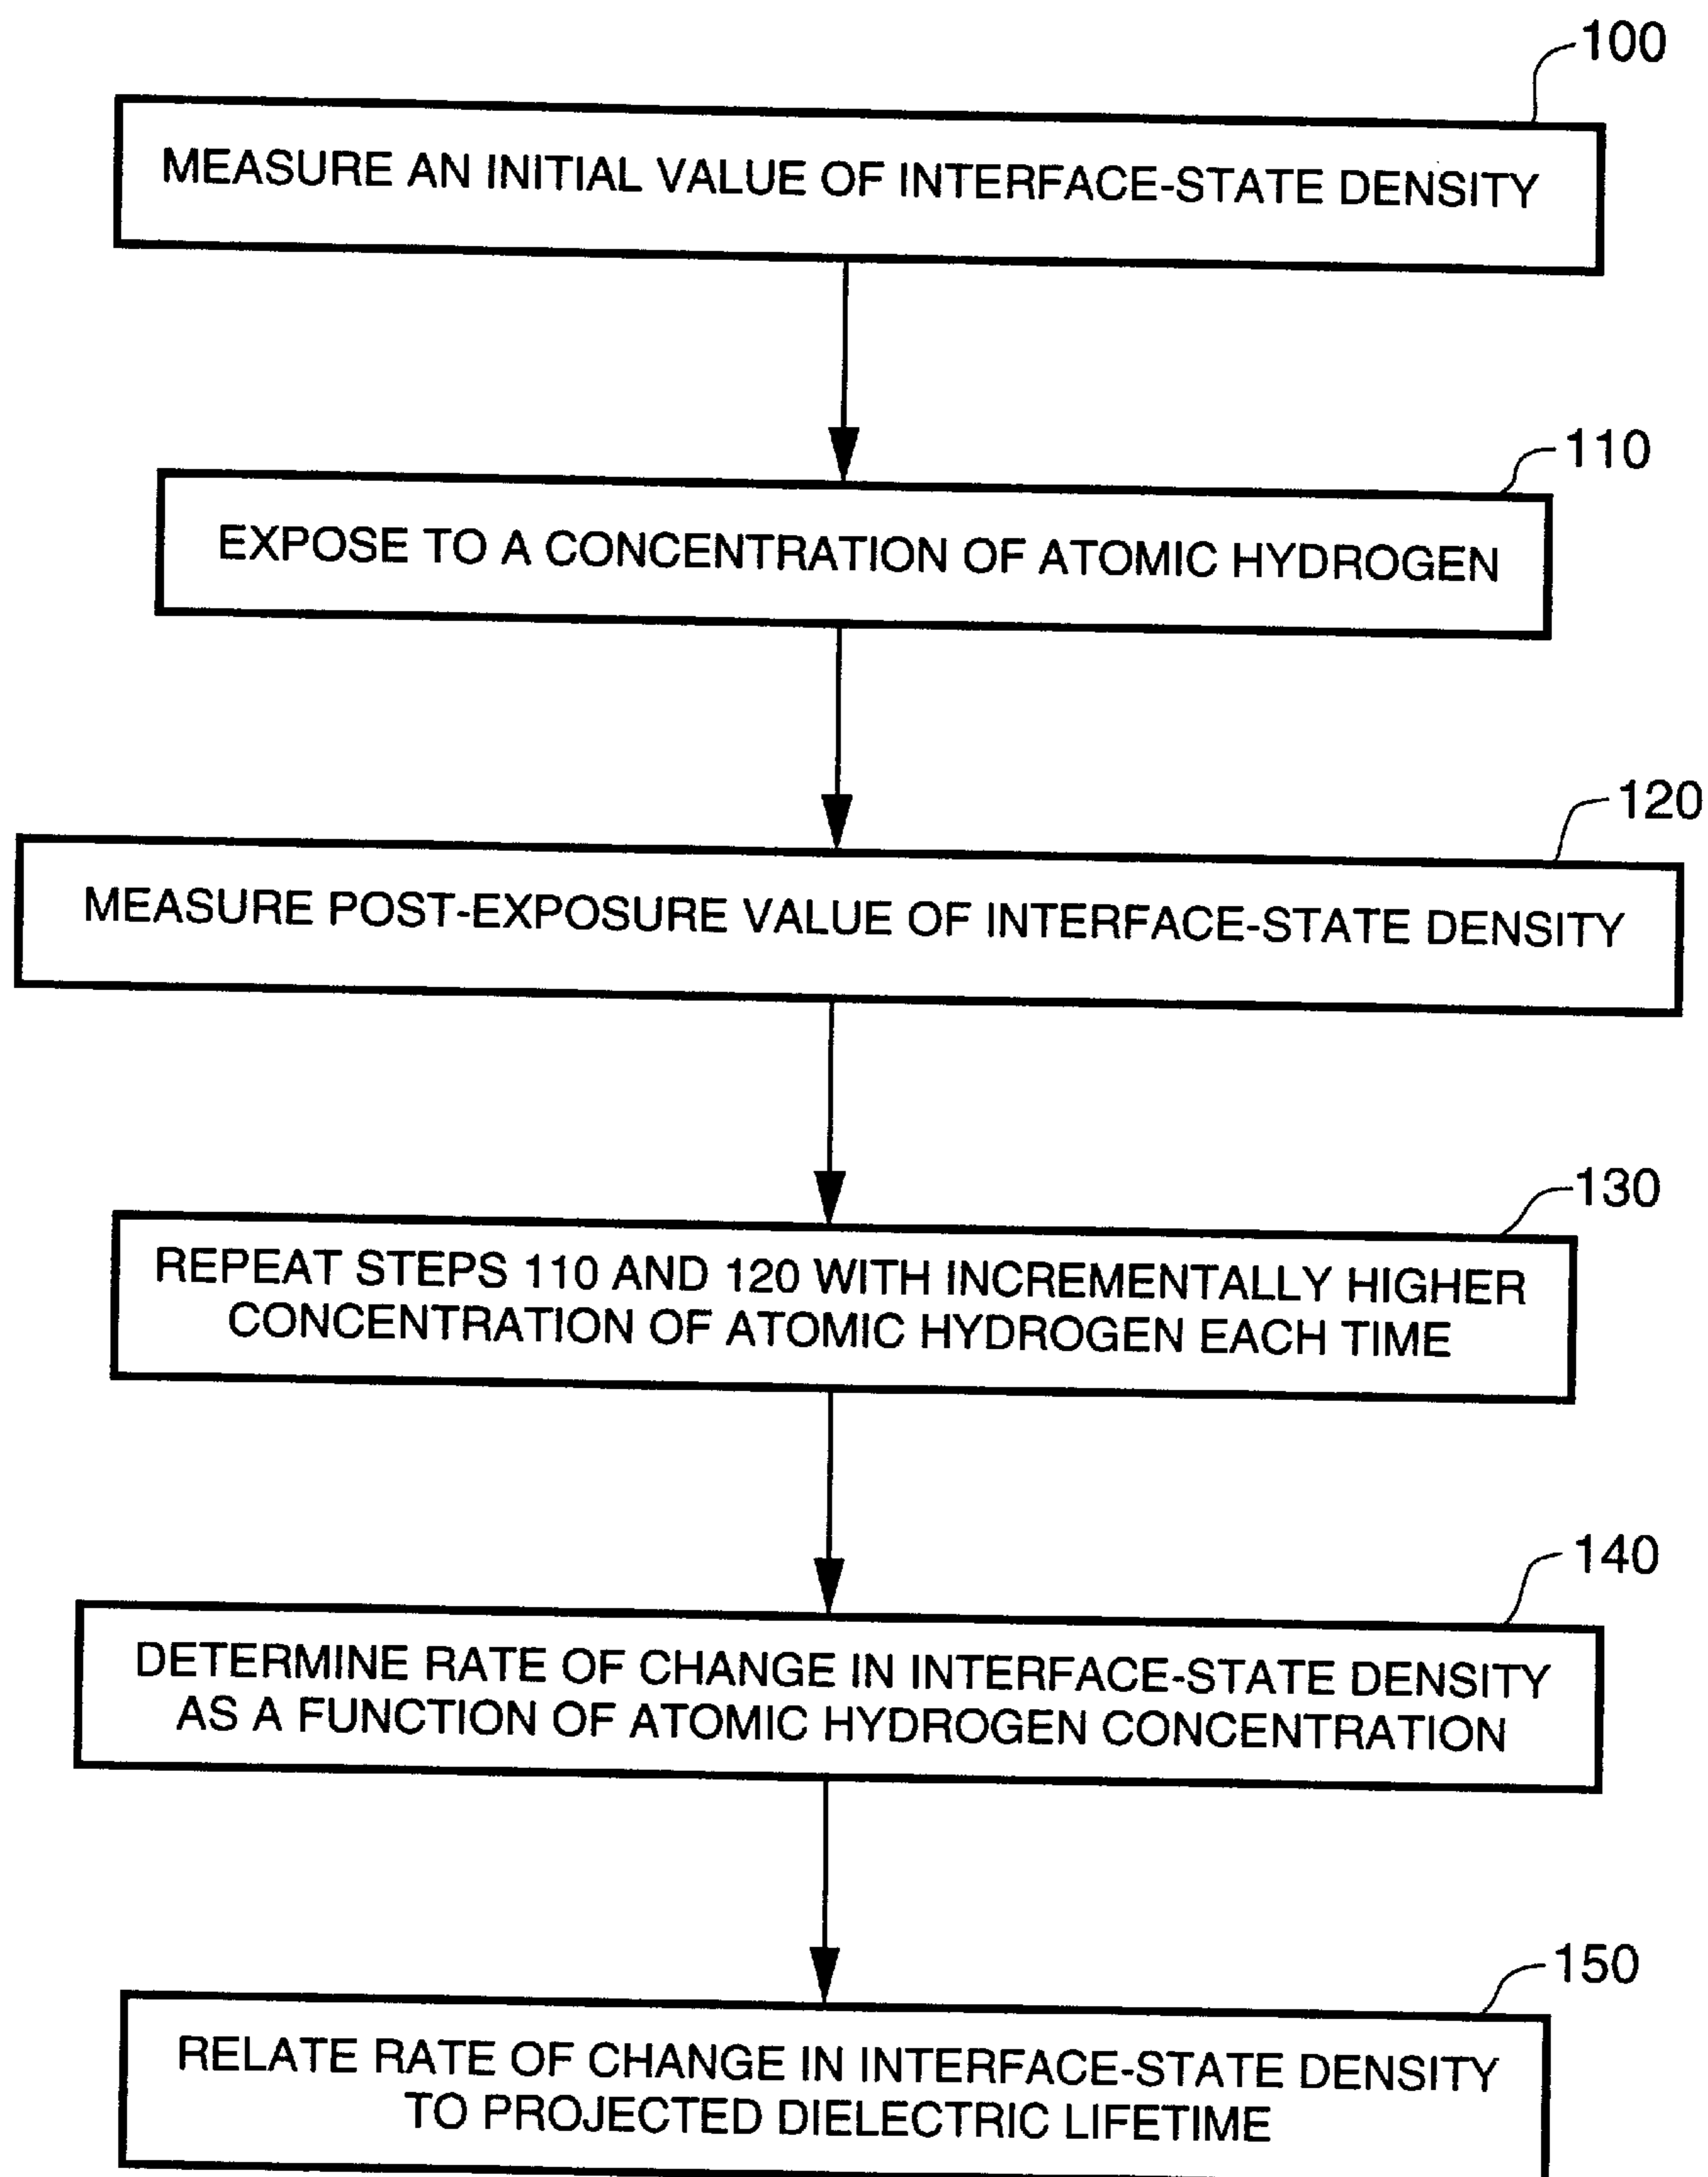 100
MEASURE AN INITIAL VALUE OF INTERFACE-STATE DENSITY
110
EXPOSE TO A CONCENTRATION OF ATOMIC HYDROGEN
120
MEASURE POST-EXPOSURE VALUE OF INTERFACE-STATE DENSITY
130
REPEAT STEPS 110 AND 120 WITH INCREMENTALLY HIGHER
CONCENTRATION OF ATOMIC HYDROGEN EACH TIME
140
DETERMINE RATE OF CHANGE IN INTERFACE-STATE DENSITY
AS A FUNCTION OF ATOMIC HYDROGEN CONCENTRATION
150
RELATE RATE OF CHANGE IN INTERFACE-STATE DENSITY
TO PROJECTED DIELECTRIC LIFETIME